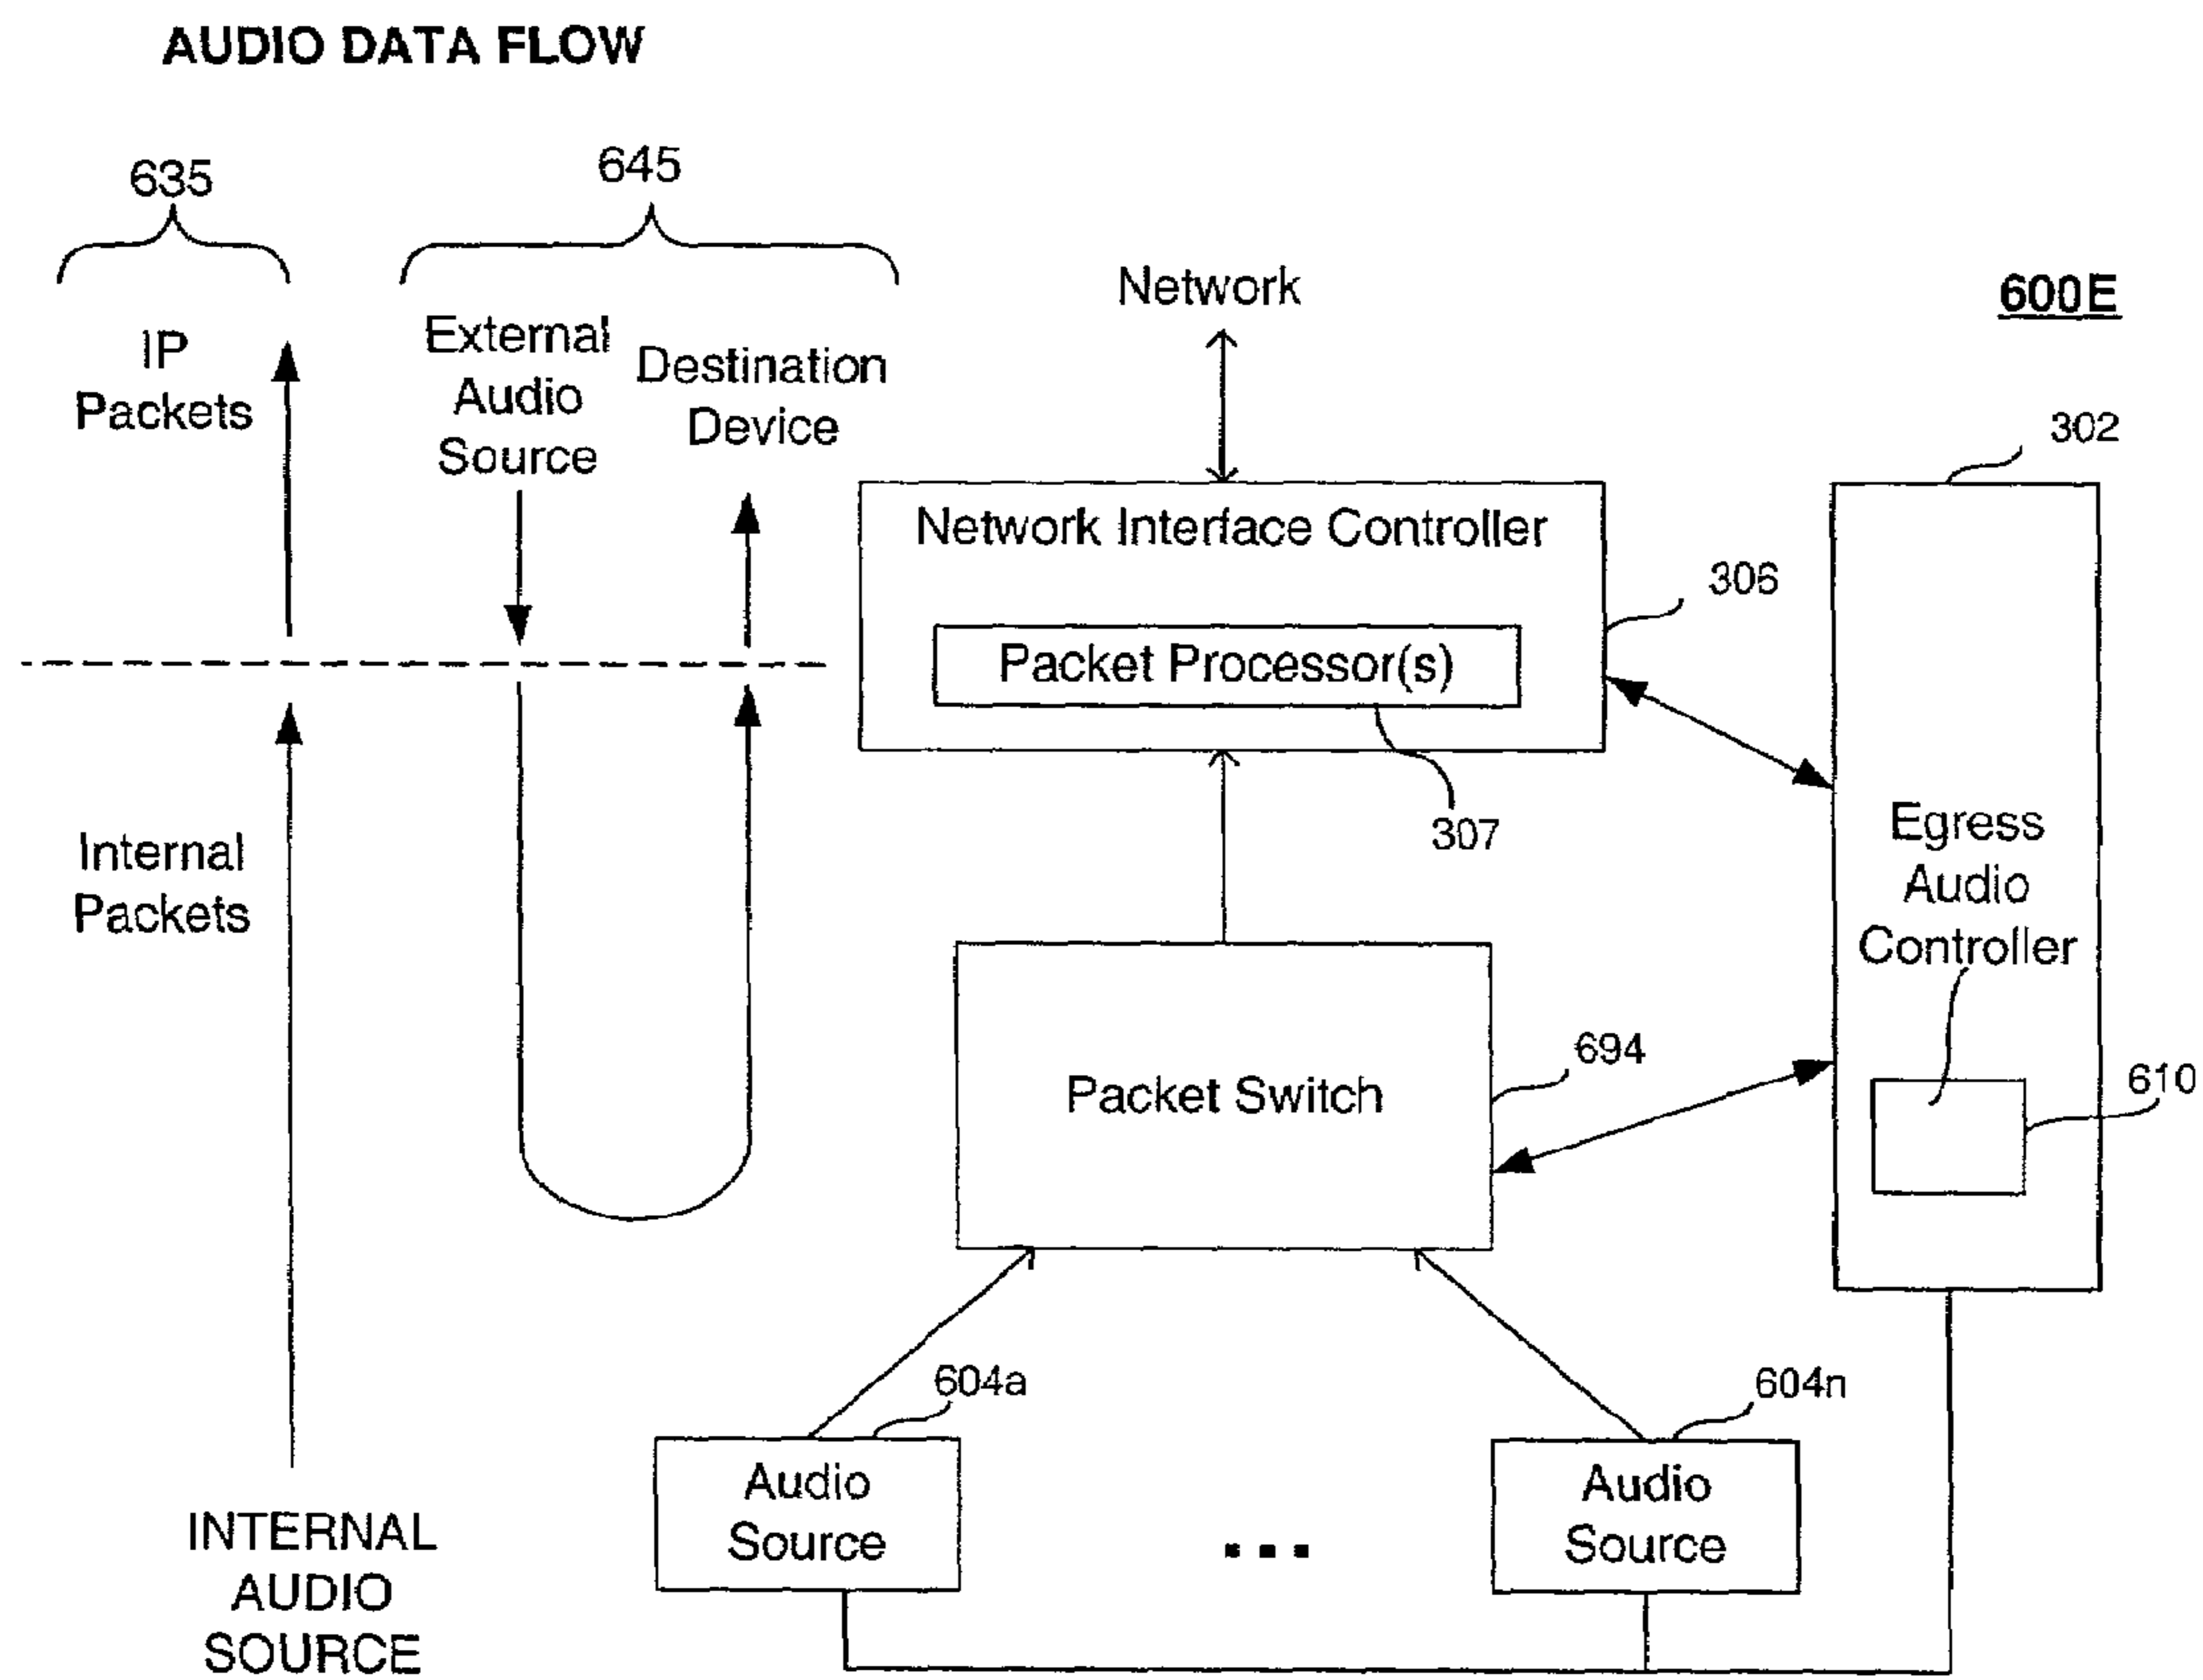 AUDIO DATA FLOW
635
645
IP
Packets
External
Audio
Source
Destination
Device
Network
600E
302
Network Interface Controller
306
Packet Processor(s)
307
Internal
Packets
Egress
Audio
Controller
Packet Switch
694
610
604a
604n
Audio
Source
...
Audio
Source
INTERNAL
AUDIO
SOURCE